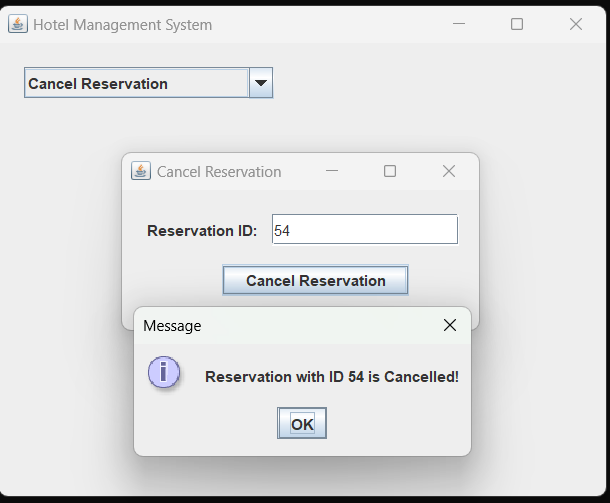 Hotel Management System
Cancel Reservation
Cancel Reservation
Reservation ID: 54
Cancel Reservation
Message
Reservation with ID 54 is Cancelled!
OK